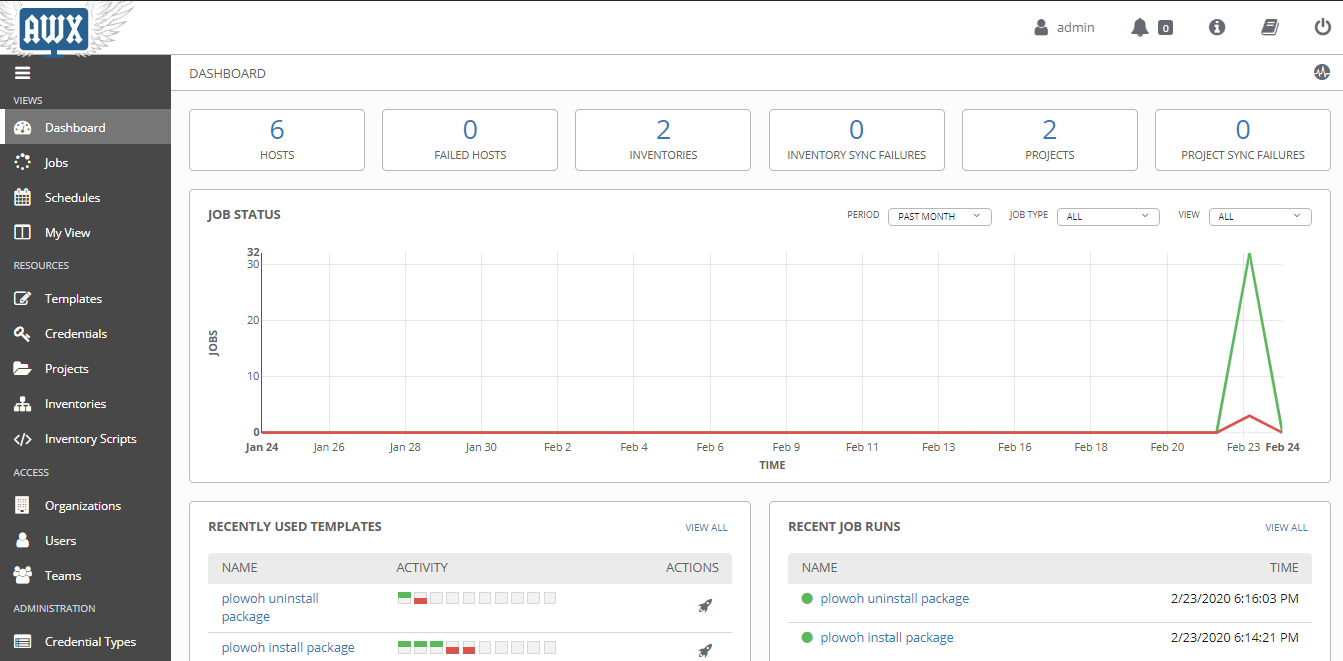 AWX
admin
0
DASHBOARD
VIEWS
Dashboard
Jobs
Schedules
My View
RESOURCES
Templates
Credentials
Projects
Inventories
Inventory Scripts
ACCESS
Organizations
Users
Teams
ADMINISTRATION
Credential Types
6
HOSTS
0
FAILED HOSTS
2
INVENTORIES
0
INVENTORY SYNC FAILURES
2
PROJECTS
0
PROJECT SYNC FAILURES
JOB STATUS
PERIOD PAST MONTH JOB TYPE ALL VIEW ALL
32
30
20
10
0
JOBS
Jan 24 Jan 26 Jan 28 Jan 30 Feb 2 Feb 4 Feb 6 Feb 9 Feb 11 Feb 13 Feb 16 Feb 18 Feb 20 Feb 23 Feb 24
TIME
RECENTLY USED TEMPLATES VIEW ALL
NAME ACTIVITY ACTIONS
plowoh uninstall
package
plowoh install package
RECENT JOB RUNS VIEW ALL
NAME TIME
plowoh uninstall package 2/23/2020 6:16:03 PM
plowoh install package 2/23/2020 6:14:21 PM